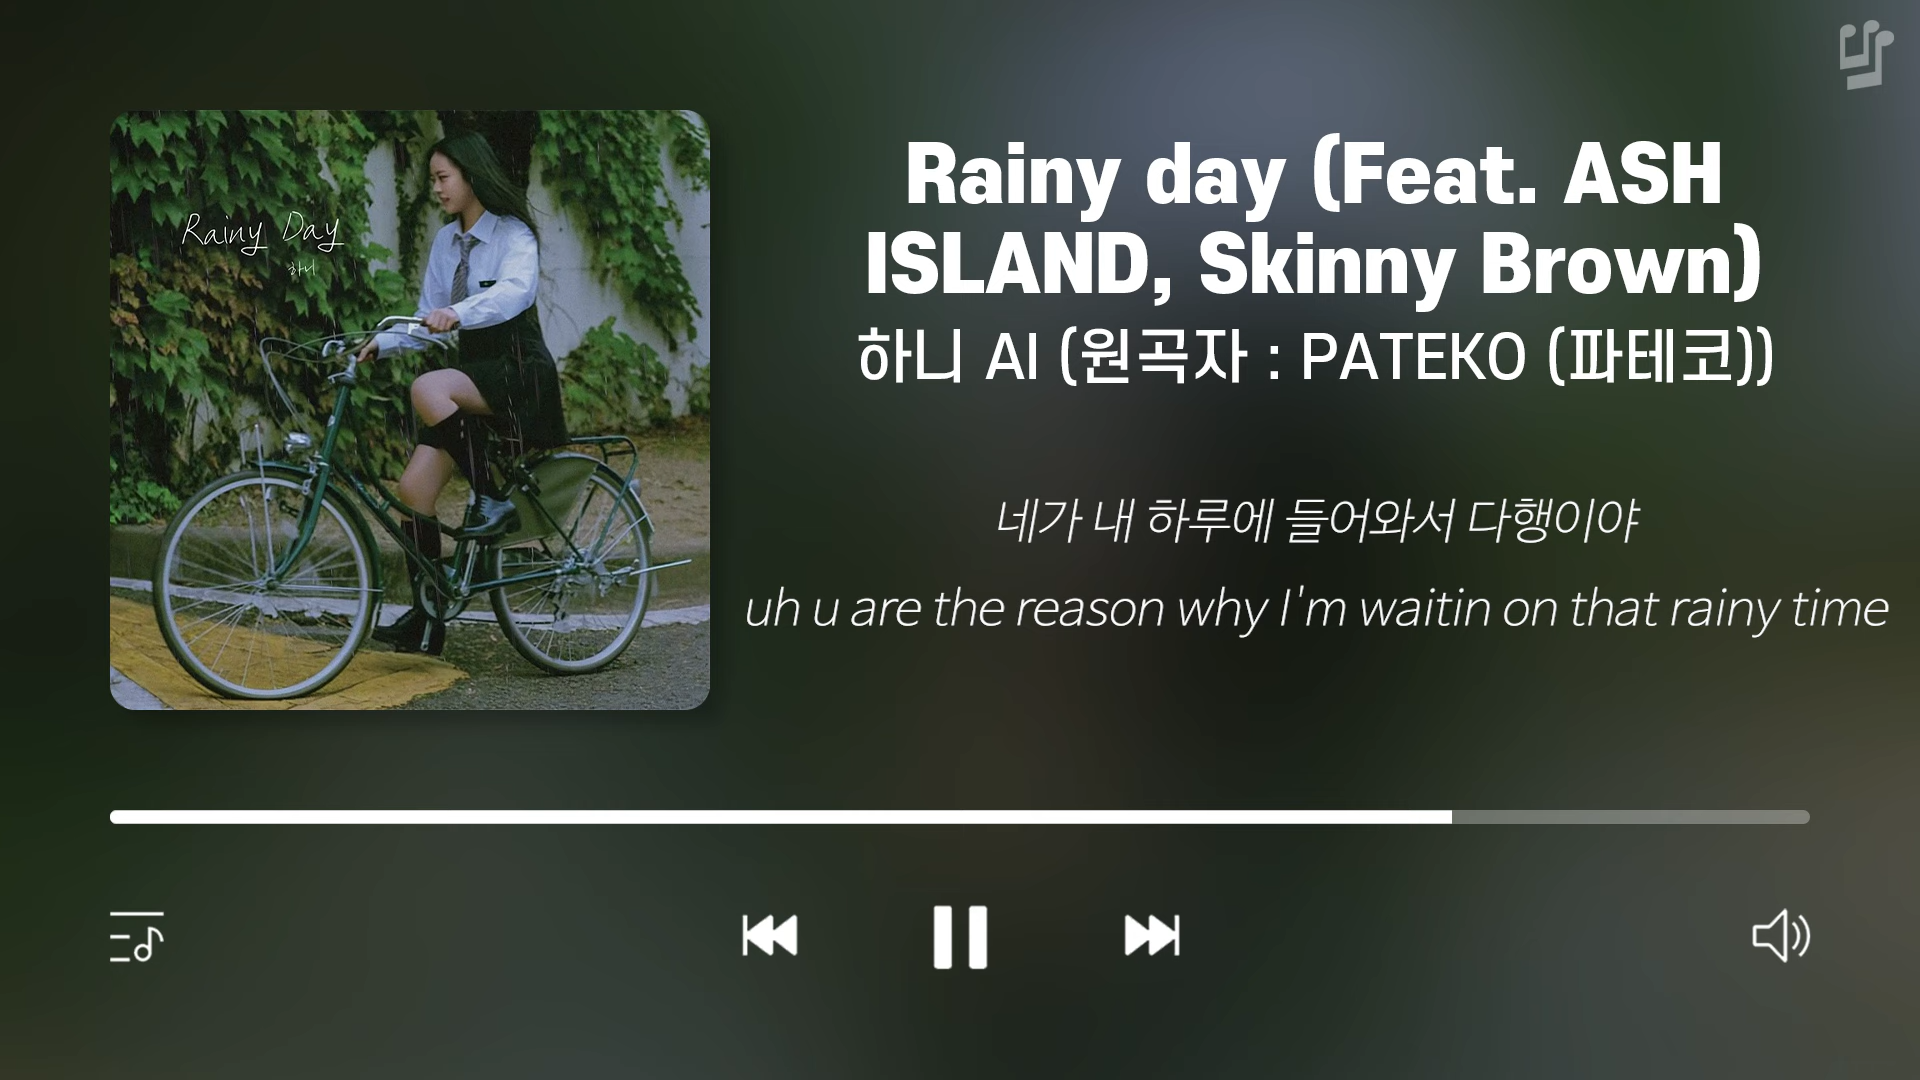 Rainy Day
하니
Rainy day (Feat. ASH
ISLAND, Skinny Brown)
하니 AI (원곡자 : PATEKO (파테코))
네가 내 하루에 들어와서 다행이야
uh u are the reason why I'm waitin on that rainy time